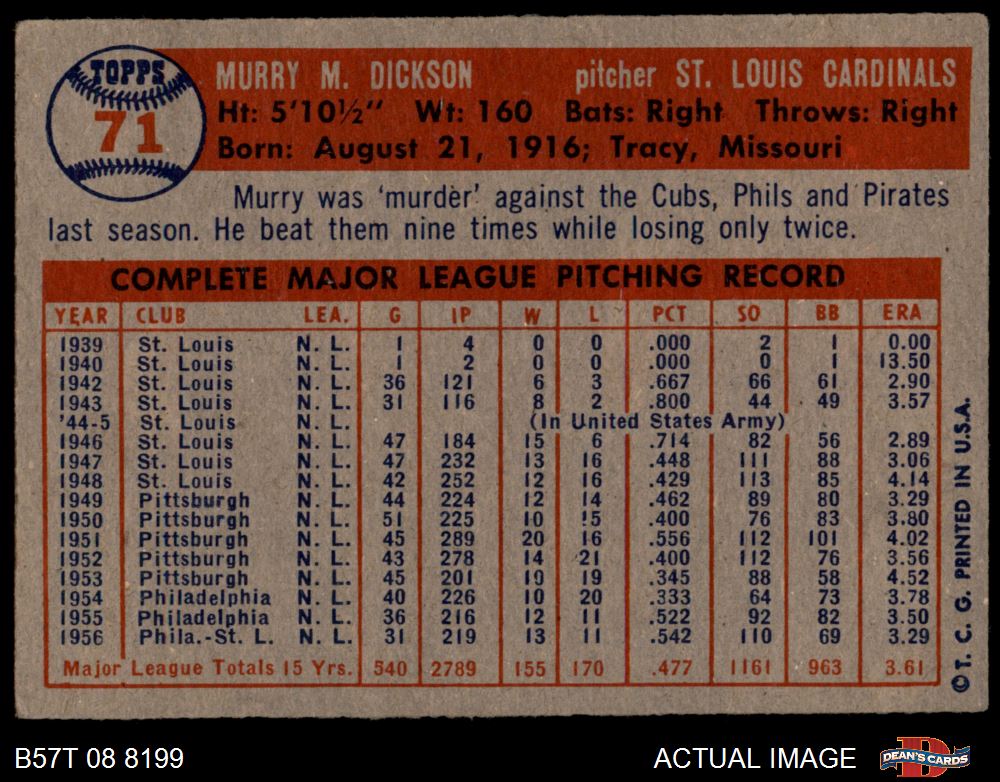 TOPPS
71
MURRY M. DICKSON pitcher ST. LOUIS CARDINALS
Ht: 5'10½" Wt: 160 Bats: Right Throws: Right
Born: August 21, 1916; Tracy, Missouri
Murry was 'murder' against the Cubs, Phils and Pirates
last season. He beat them nine times while losing only twice.
COMPLETE MAJOR LEAGUE PITCHING RECORD
YEAR CLUB LEA. G IP W L PCT SO BB ERA
1939 St. Louis N. L. 1 4 0 0 .000 2 1 0.00
1940 St. Louis N. L. 1 2 0 0 .000 0 1 13.50
1942 St. Louis N. L. 36 121 6 3 .667 66 61 2.90
1943 St. Louis N. L. 31 116 8 2 .800 44 49 3.57
'44-5 St. Louis N. L. (In United States Army)
1946 St. Louis N. L. 47 184 15 6 .714 82 56 2.89
1947 St. Louis N. L. 47 232 13 16 .448 111 88 3.06
1948 St. Louis N. L. 42 252 12 16 .429 113 85 4.14
1949 Pittsburgh N. L. 44 224 12 14 .462 89 80 3.29
1950 Pittsburgh N. L. 51 225 10 15 .400 76 83 3.80
1951 Pittsburgh N. L. 45 289 20 16 .556 112 101 4.02
1952 Pittsburgh N. L. 43 278 14 21 .400 112 76 3.56
1953 Pittsburgh N. L. 45 201 10 19 .345 88 58 4.52
1954 Philadelphia N. L. 40 226 10 20 .333 64 73 3.78
1955 Philadelphia N. L. 36 216 12 11 .522 92 82 3.50
1956 Phila.-St. L. N. L. 31 219 13 11 .542 110 69 3.29
Major League Totals 15 Yrs. 540 2789 155 170 .477 1161 963 3.61
©T. C. G. PRINTED IN U.S.A.
B57T 08 8199 ACTUAL IMAGE
DEAN'S CARDS